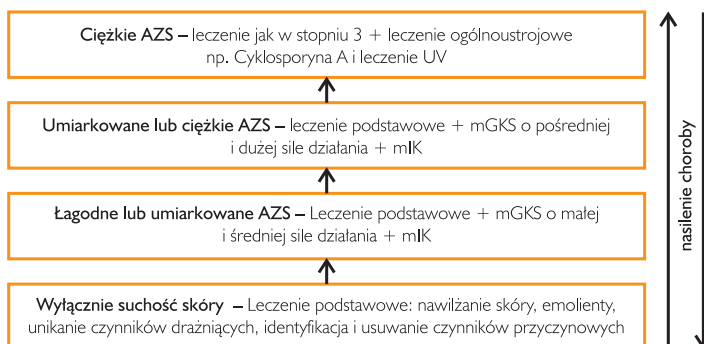 Ciężkie AZS – leczenie jak w stopniu 3 + leczenie ogólnoustrojowe
np. Cyklosporyna A i leczenie UV
Umiarkowane lub ciężkie AZS – leczenie podstawowe + mGKS o pośredniej
i dużej sile działania + mIK
Łagodne lub umiarkowane AZS – Leczenie podstawowe + mGKS o małej
i średniej sile działania + mIK
Wyłącznie suchość skóry – Leczenie podstawowe: nawilżanie skóry, emolienty,
unikanie czynników drażniących, identyfikacja i usuwanie czynników przyczynowych
nasilenie choroby